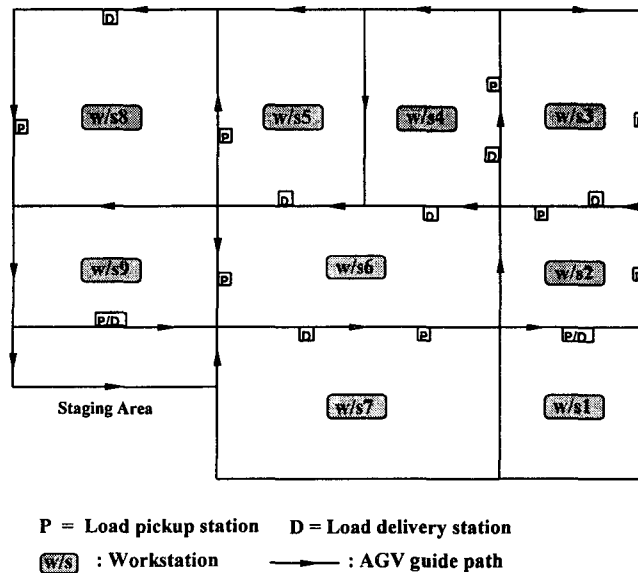 D
P
w/s8
w/s5
w/s4
w/s3
P
P
P
D
D
D
P
D
w/s9
w/s6
w/s2
P
P/D
D
P
P/D
Staging Area
w/s7
w/s1
P = Load pickup station D = Load delivery station
w/s : Workstation : AGV guide path